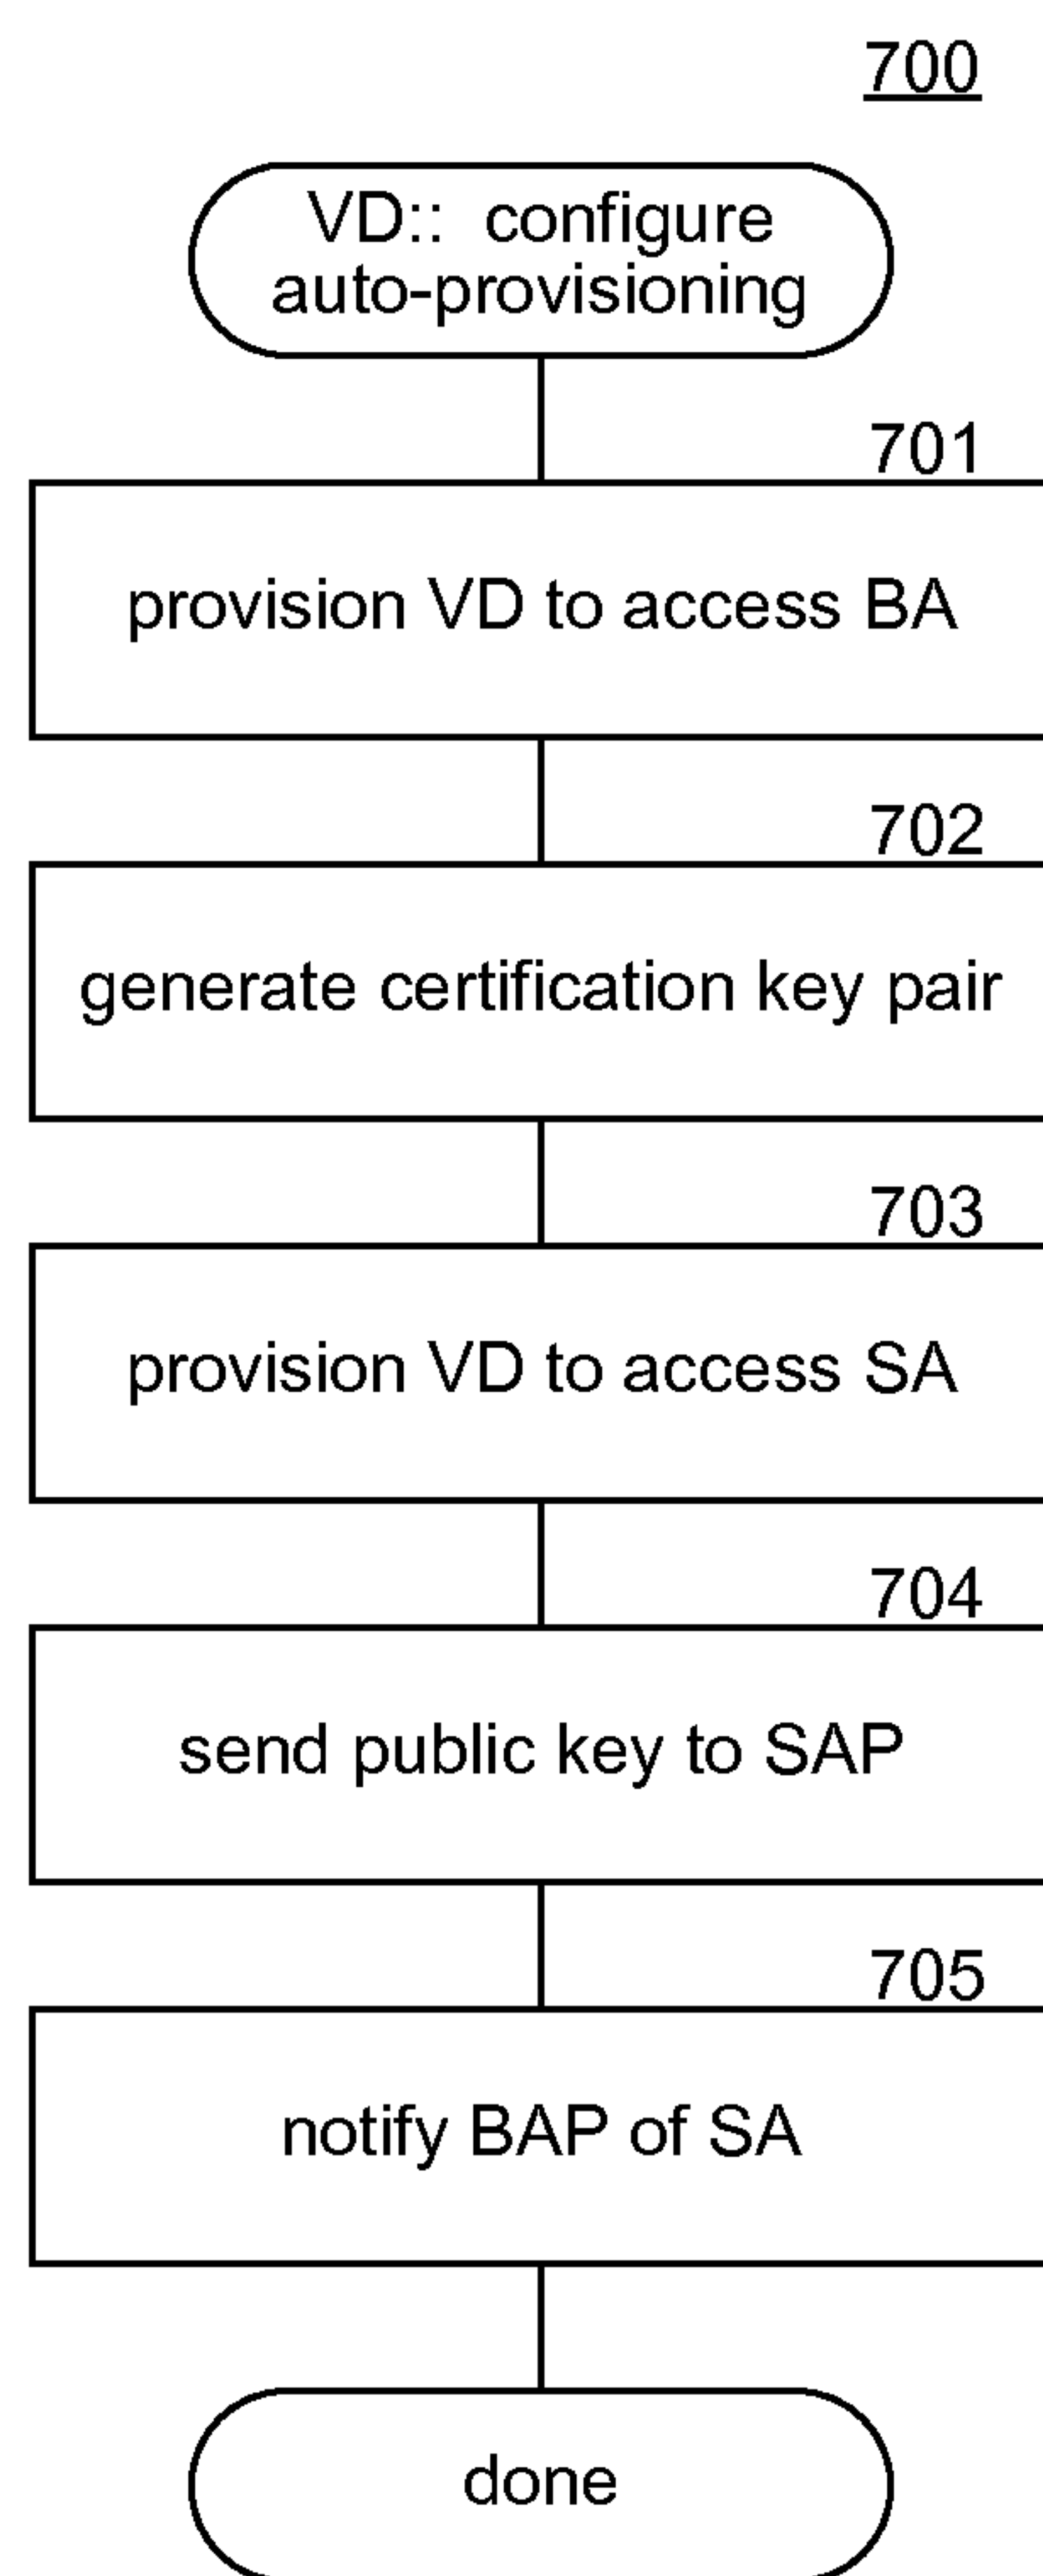 700
VD:: configure
auto-provisioning
701
provision VD to access BA
702
generate certification key pair
703
provision VD to access SA
704
send public key to SAP
705
notify BAP of SA
done